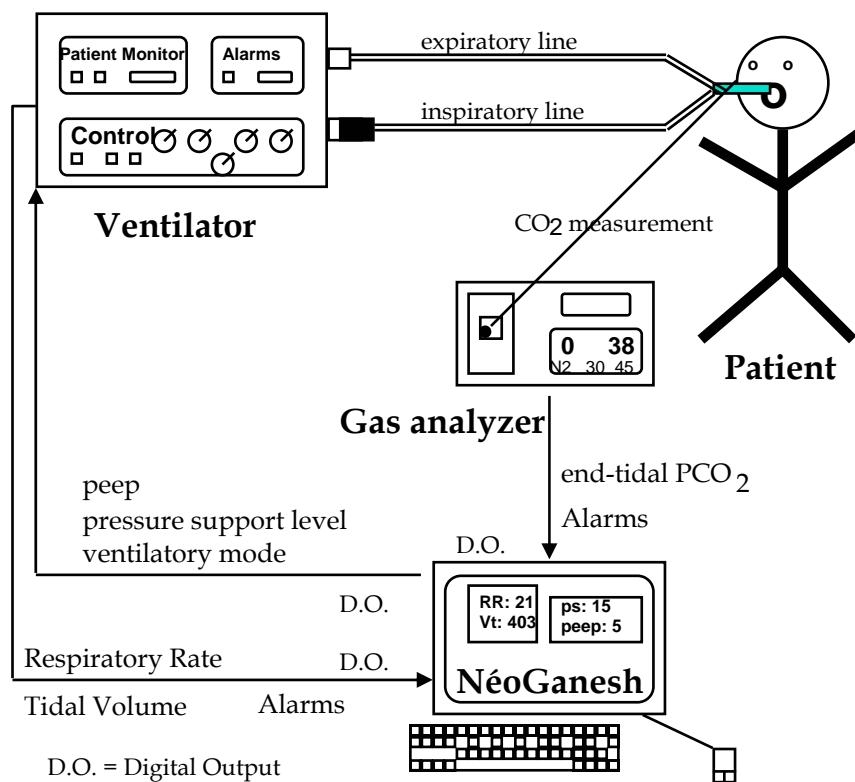 Patient Monitor
Alarms
expiratory line
Control
inspiratory line
Ventilator
CO2 measurement
0 38
N2 30 45
Patient
Gas analyzer
end-tidal PCO2
Alarms
peep
pressure support level
ventilatory mode
D.O.
D.O.
RR: 21
Vt: 403
ps: 15
peep: 5
Respiratory Rate
D.O.
NéoGanesh
Tidal Volume
Alarms
D.O. = Digital Output